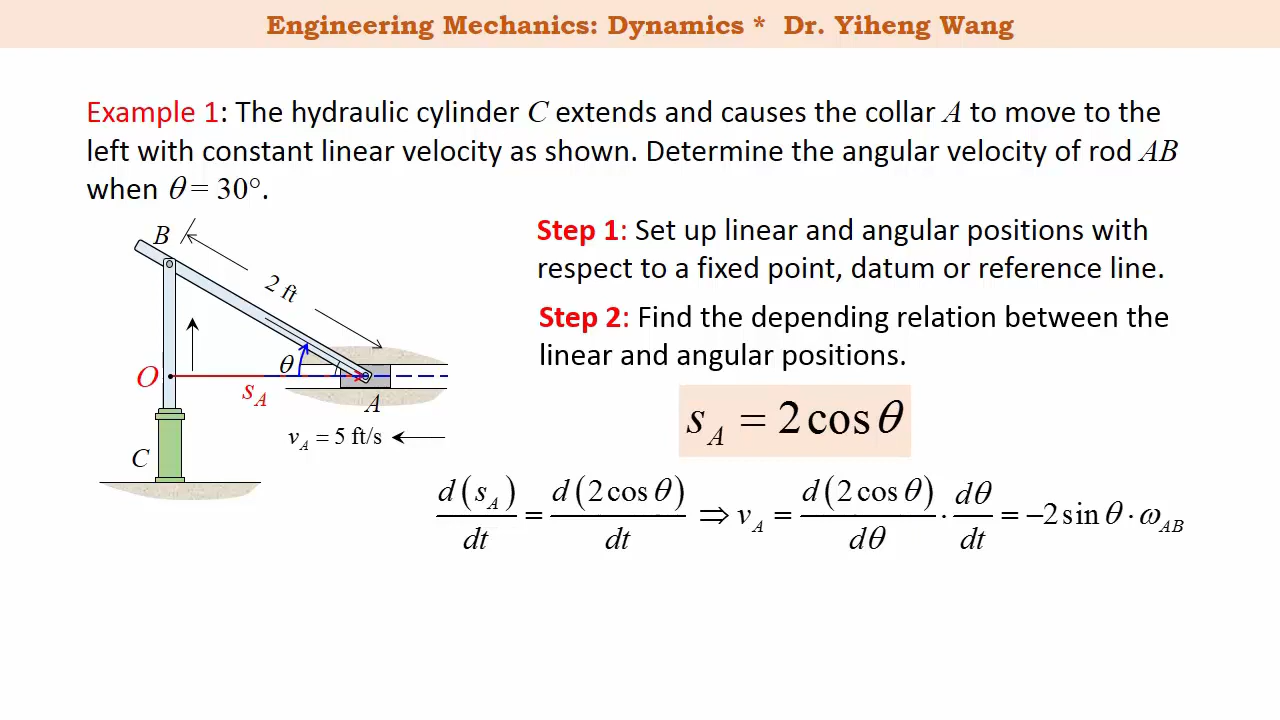 Engineering Mechanics: Dynamics * Dr. Yiheng Wang
Example 1: The hydraulic cylinder C extends and causes the collar A to move to the
left with constant linear velocity as shown. Determine the angular velocity of rod AB
when θ = 30°.
Step 1: Set up linear and angular positions with
respect to a fixed point, datum or reference line.
Step 2: Find the depending relation between the
linear and angular positions.
B
2 ft
θ
O
s_A
A
v_A = 5 ft/s
C
s_A = 2cosθ
d(s_A)/dt = d(2cosθ)/dt ⇒ v_A = d(2cosθ)/dθ · dθ/dt = −2sinθ · ω_AB